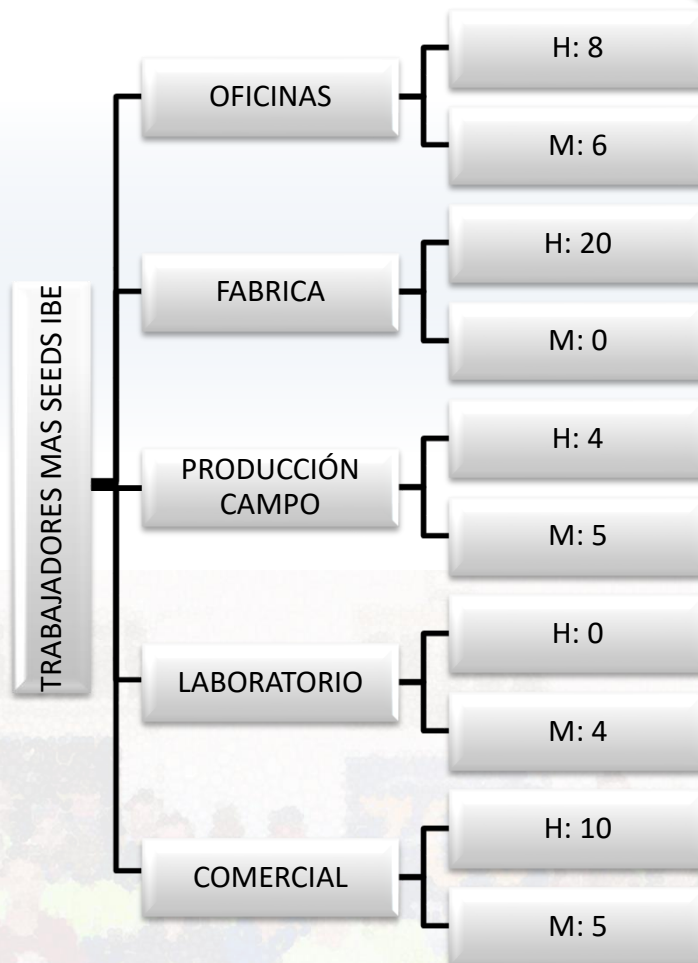 TRABAJADORES MAS SEEDS IBE
OFICINAS
H: 8
M: 6
FABRICA
H: 20
M: 0
PRODUCCIÓN
CAMPO
H: 4
M: 5
LABORATORIO
H: 0
M: 4
COMERCIAL
H: 10
M: 5